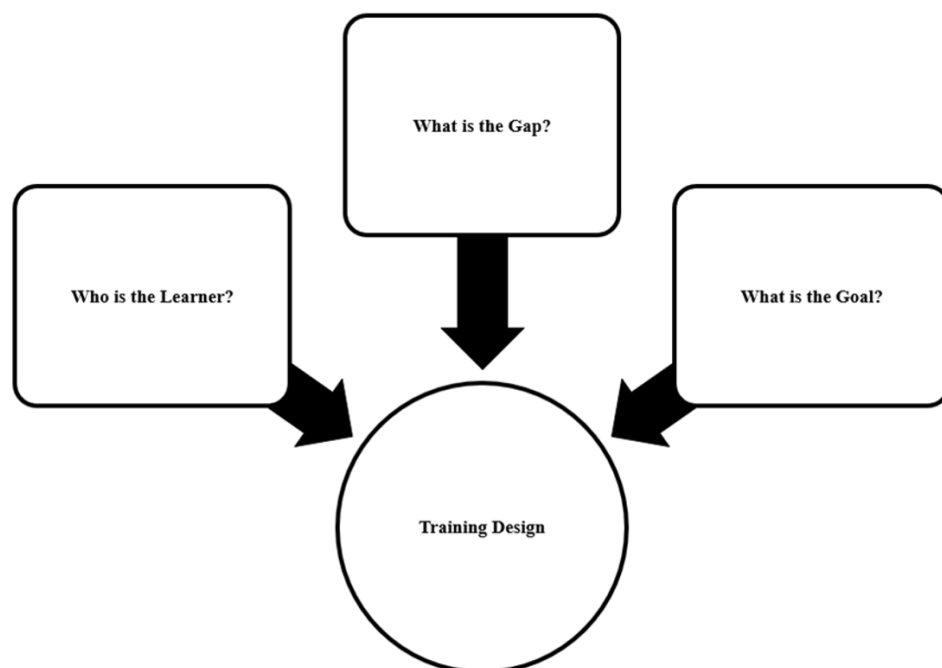 What is the Gap?
Who is the Learner?
What is the Goal?
Training Design